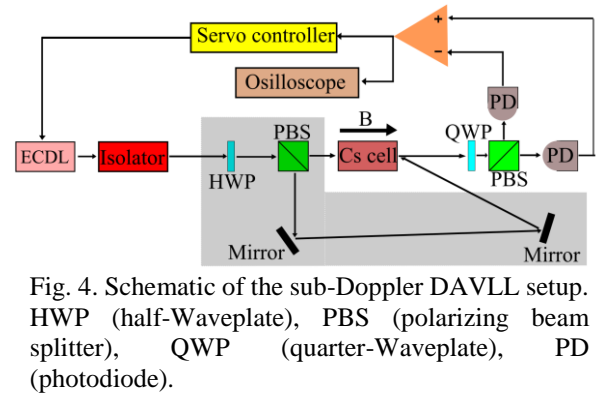 Servo controller
+
−
Osilloscope
PD
B
QWP
PBS
ECDL
Isolator
Cs cell
PD
HWP
PBS
Mirror
Mirror
Fig. 4. Schematic of the sub-Doppler DAVLL setup.
HWP (half-Waveplate), PBS (polarizing beam
splitter), QWP (quarter-Waveplate), PD
(photodiode).